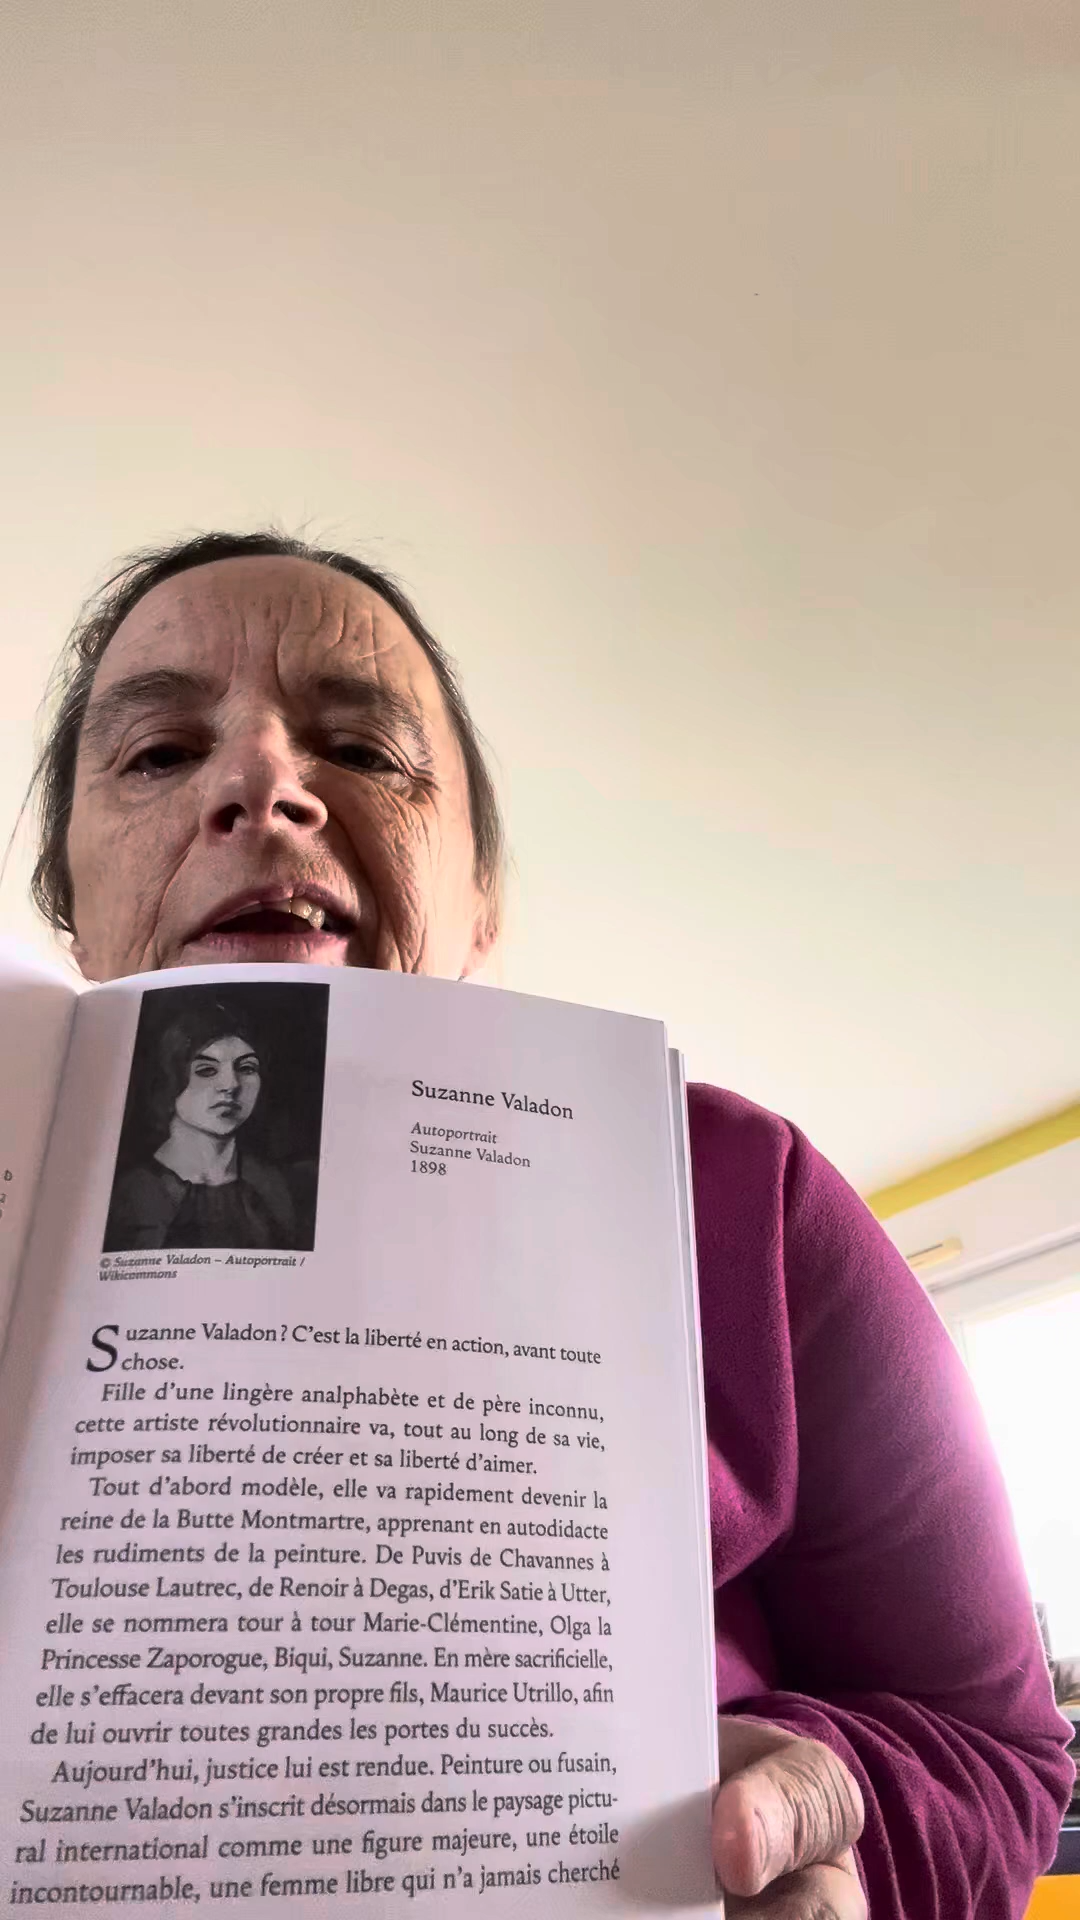 Suzanne Valadon
Autoportrait
Suzanne Valadon
1898
© Suzanne Valadon – Autoportrait /
Wikicommons
Suzanne Valadon ? C’est la liberté en action, avant toute
chose.
Fille d’une lingère analphabète et de père inconnu,
cette artiste révolutionnaire va, tout au long de sa vie,
imposer sa liberté de créer et sa liberté d’aimer.
Tout d’abord modèle, elle va rapidement devenir la
reine de la Butte Montmartre, apprenant en autodidacte
les rudiments de la peinture. De Puvis de Chavannes à
Toulouse Lautrec, de Renoir à Degas, d’Erik Satie à Utter,
elle se nommera tour à tour Marie-Clémentine, Olga la
Princesse Zaporogue, Biqui, Suzanne. En mère sacrificielle,
elle s’effacera devant son propre fils, Maurice Utrillo, afin
de lui ouvrir toutes grandes les portes du succès.
Aujourd’hui, justice lui est rendue. Peinture ou fusain,
Suzanne Valadon s’inscrit désormais dans le paysage pictu-
ral international comme une figure majeure, une étoile
incontournable, une femme libre qui n’a jamais cherché